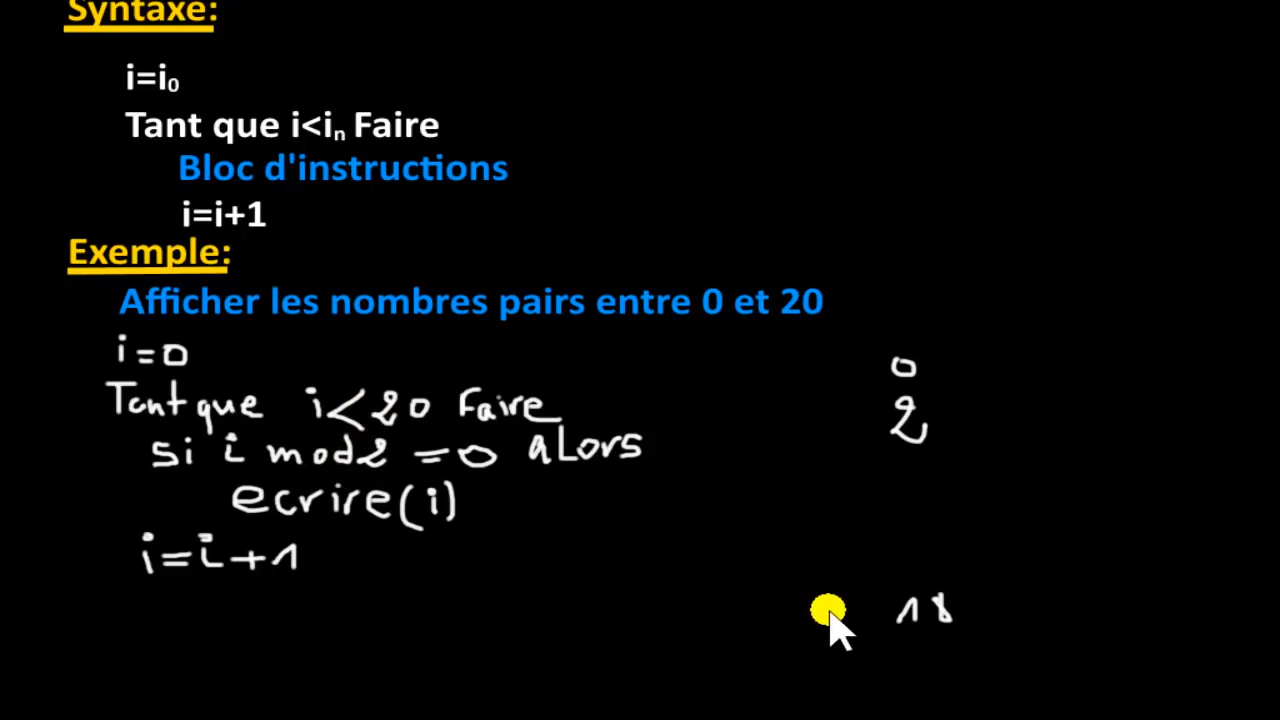 Syntaxe:
i=i₀
Tant que i<iₙ Faire
Bloc d'instructions
i=i+1
Exemple:
Afficher les nombres pairs entre 0 et 20
i=0
Tant que i<20 Faire
si i mod2 =0 alors
ecrire(i)
i=i+1
0
2
18